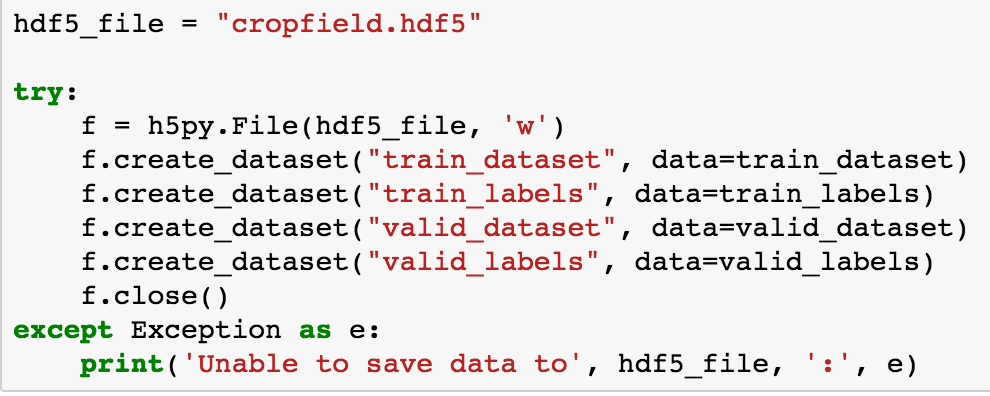 hdf5_file = "cropfield.hdf5"
try:
    f = h5py.File(hdf5_file, 'w')
    f.create_dataset("train_dataset", data=train_dataset)
    f.create_dataset("train_labels", data=train_labels)
    f.create_dataset("valid_dataset", data=valid_dataset)
    f.create_dataset("valid_labels", data=valid_labels)
    f.close()
except Exception as e:
    print('Unable to save data to', hdf5_file, ':', e)